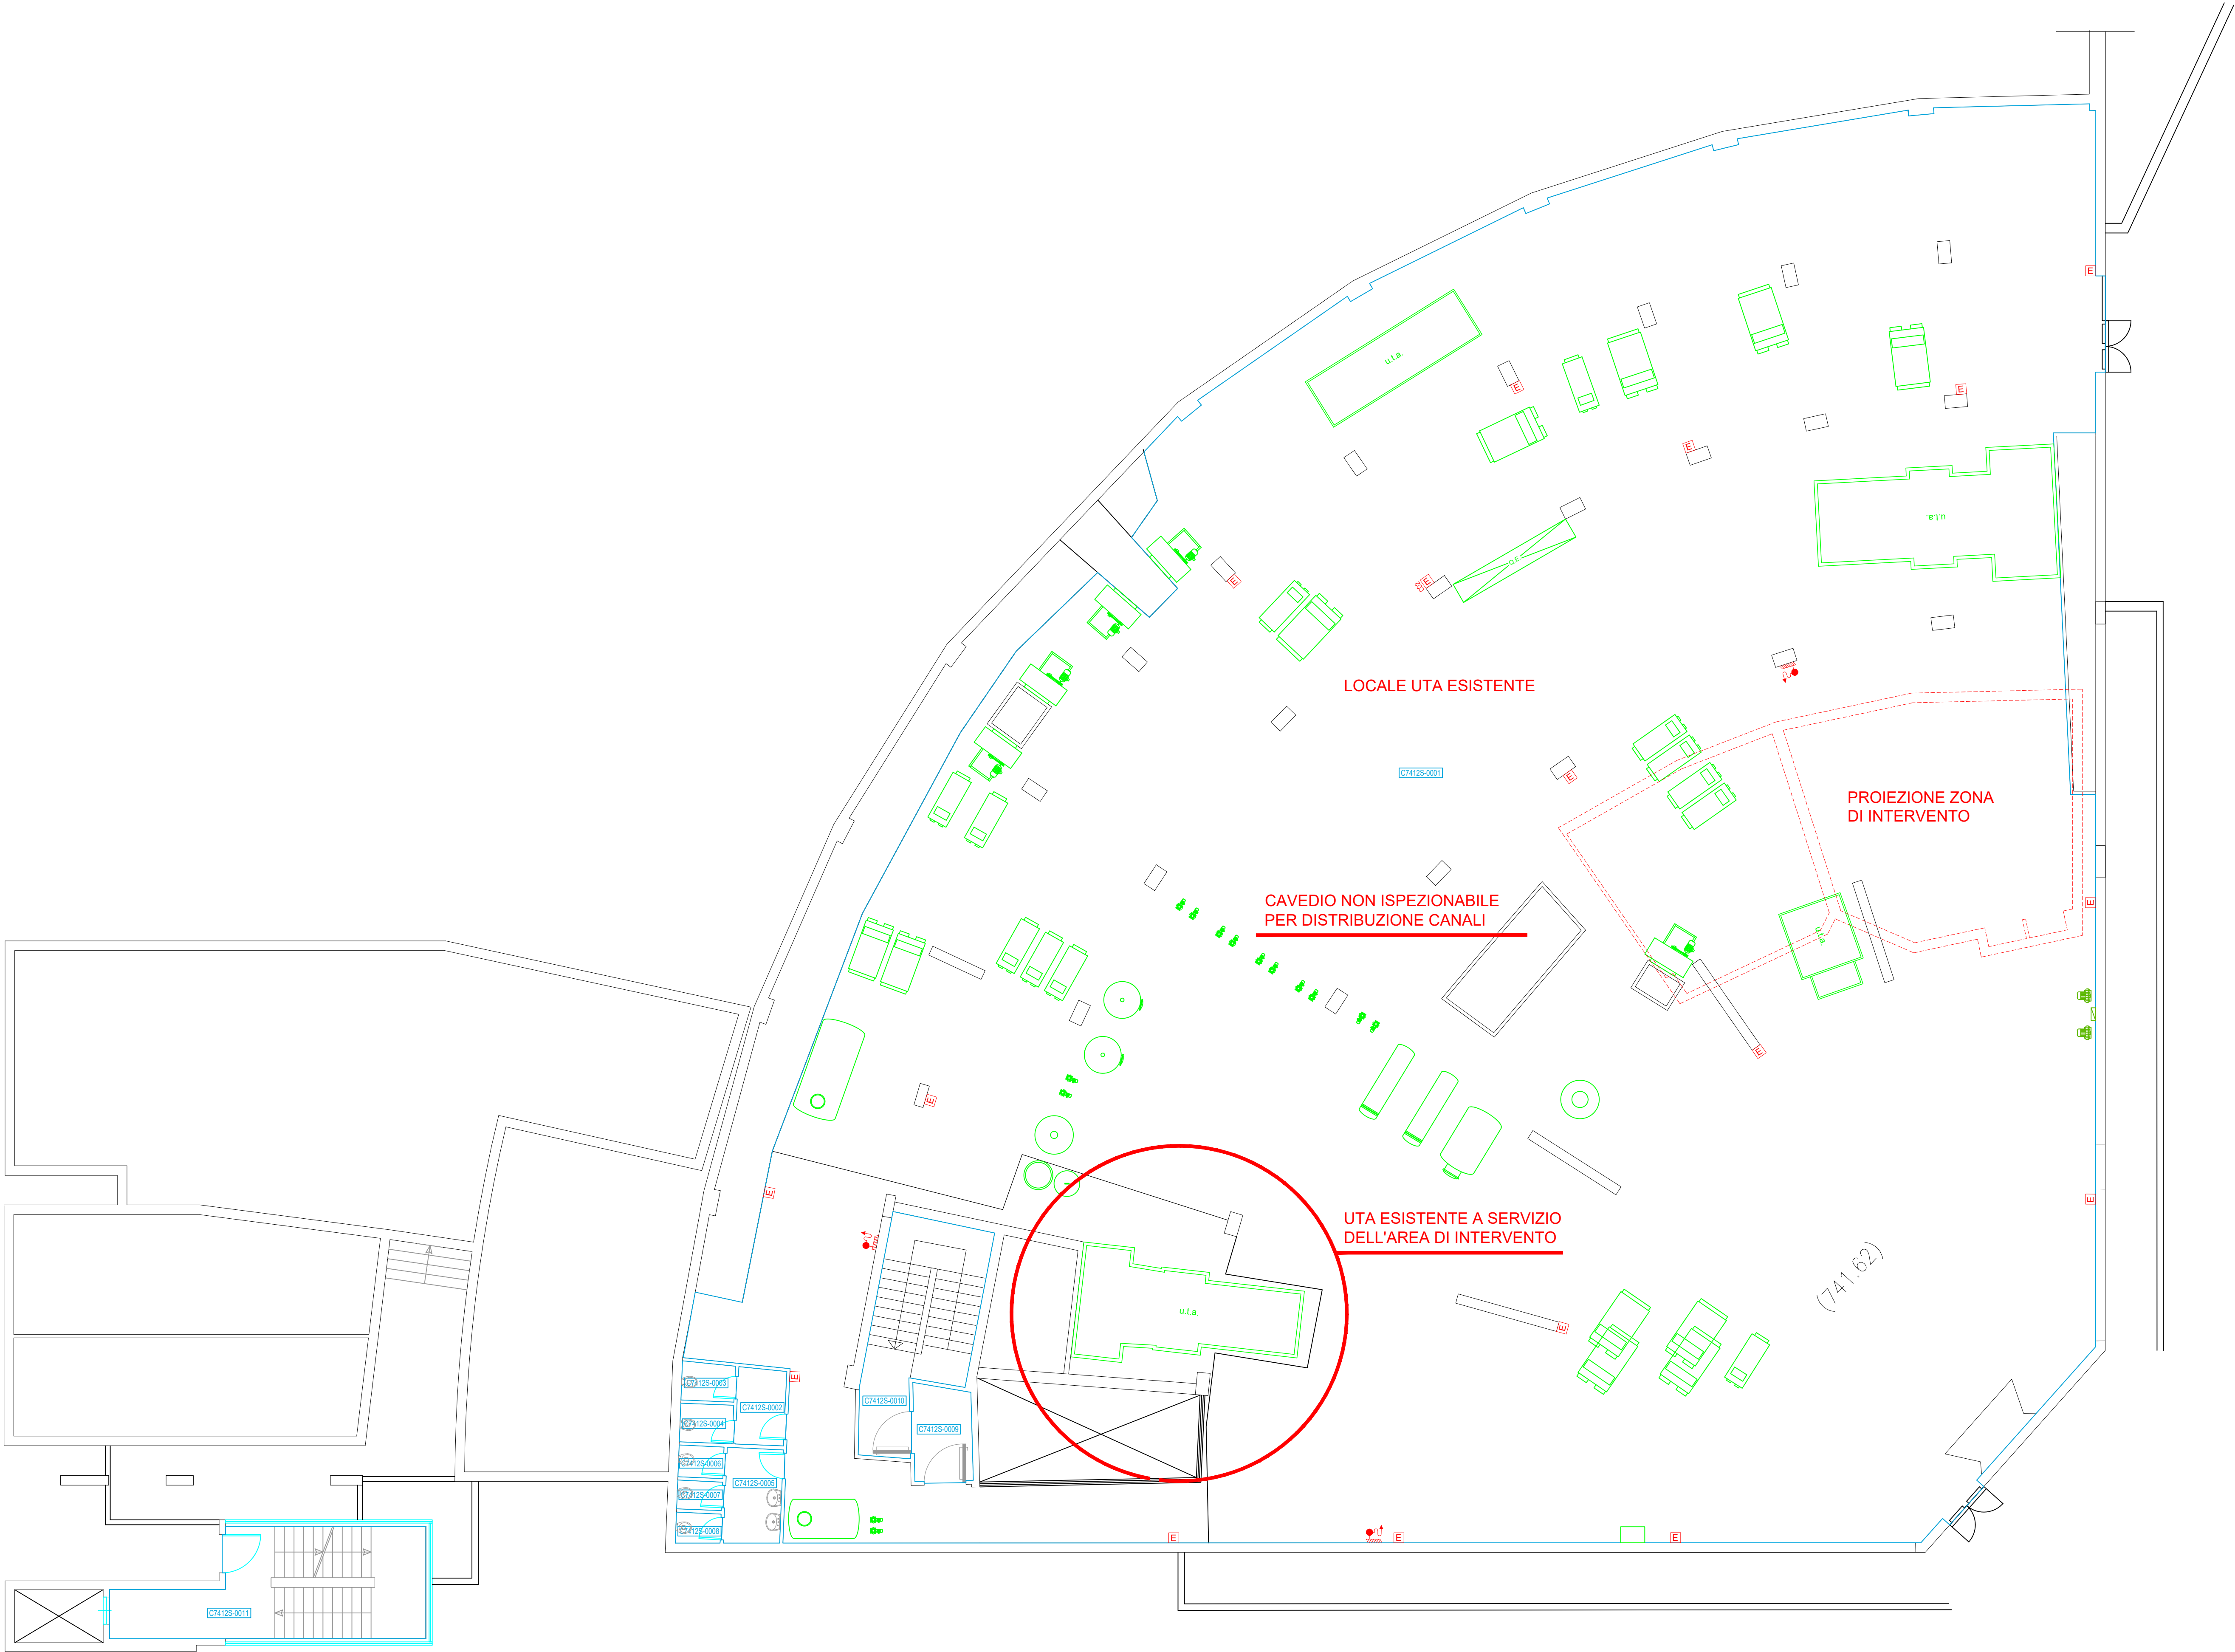 E
u.t.a.
E
E
E
u.t.a.
Q.E.
E
E
LOCALE UTA ESISTENTE
C7412S-0001
E
PROIEZIONE ZONA
DI INTERVENTO
CAVEDIO NON ISPEZIONABILE
PER DISTRIBUZIONE CANALI
E
u.t.a.
E
E
E
E
UTA ESISTENTE A SERVIZIO
DELL'AREA DI INTERVENTO
(741.62)
u.t.a.
E
E
C7412S-0003
C7412S-0002
C7412S-0010
C7412S-0004
C7412S-0009
C7412S-0006
C7412S-0005
C7412S-0007
C7412S-0008
E
E
E
C7412S-0011